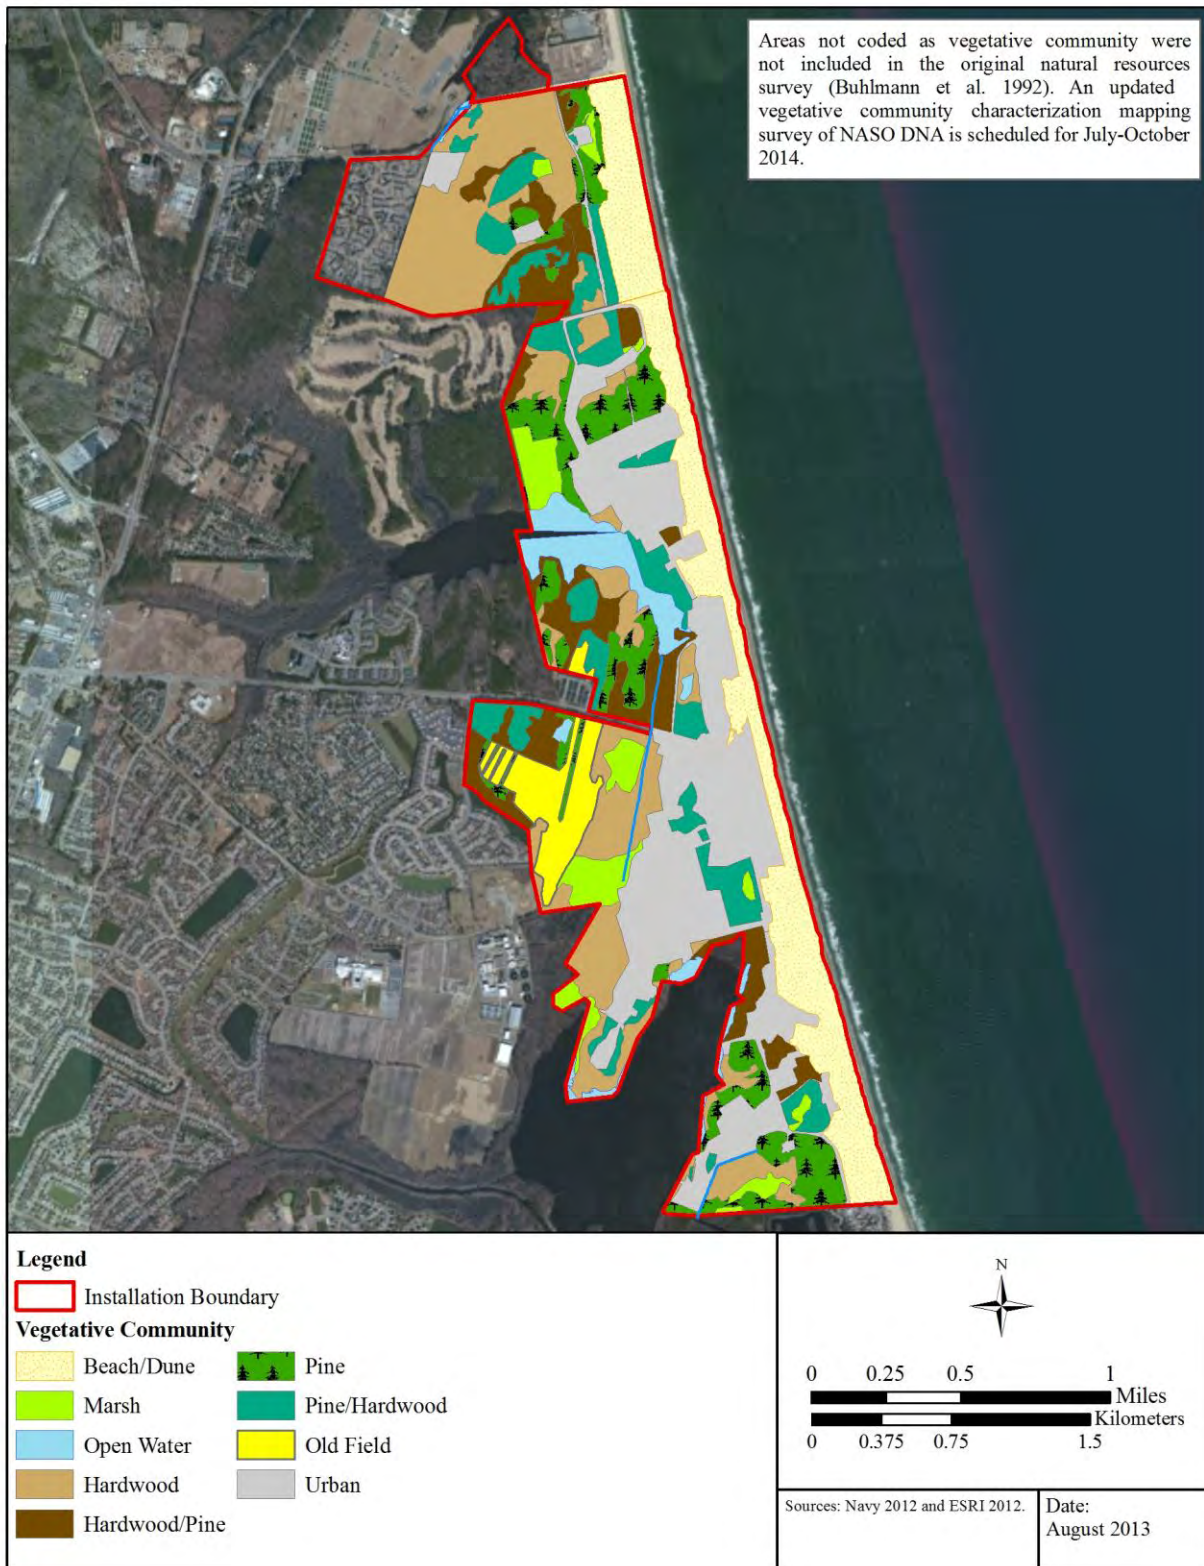 Areas not coded as vegetative community were
not included in the original natural resources
survey (Buhlmann et al. 1992). An updated
vegetative community characterization mapping
survey of NASO DNA is scheduled for July-October
2014.
Legend
Installation Boundary
Vegetative Community
Beach/Dune
Marsh
Open Water
Hardwood
Hardwood/Pine
Pine
Pine/Hardwood
Old Field
Urban
N
0 0.25 0.5 1
Miles
Kilometers
0 0.375 0.75 1.5
Sources: Navy 2012 and ESRI 2012.
Date:
August 2013